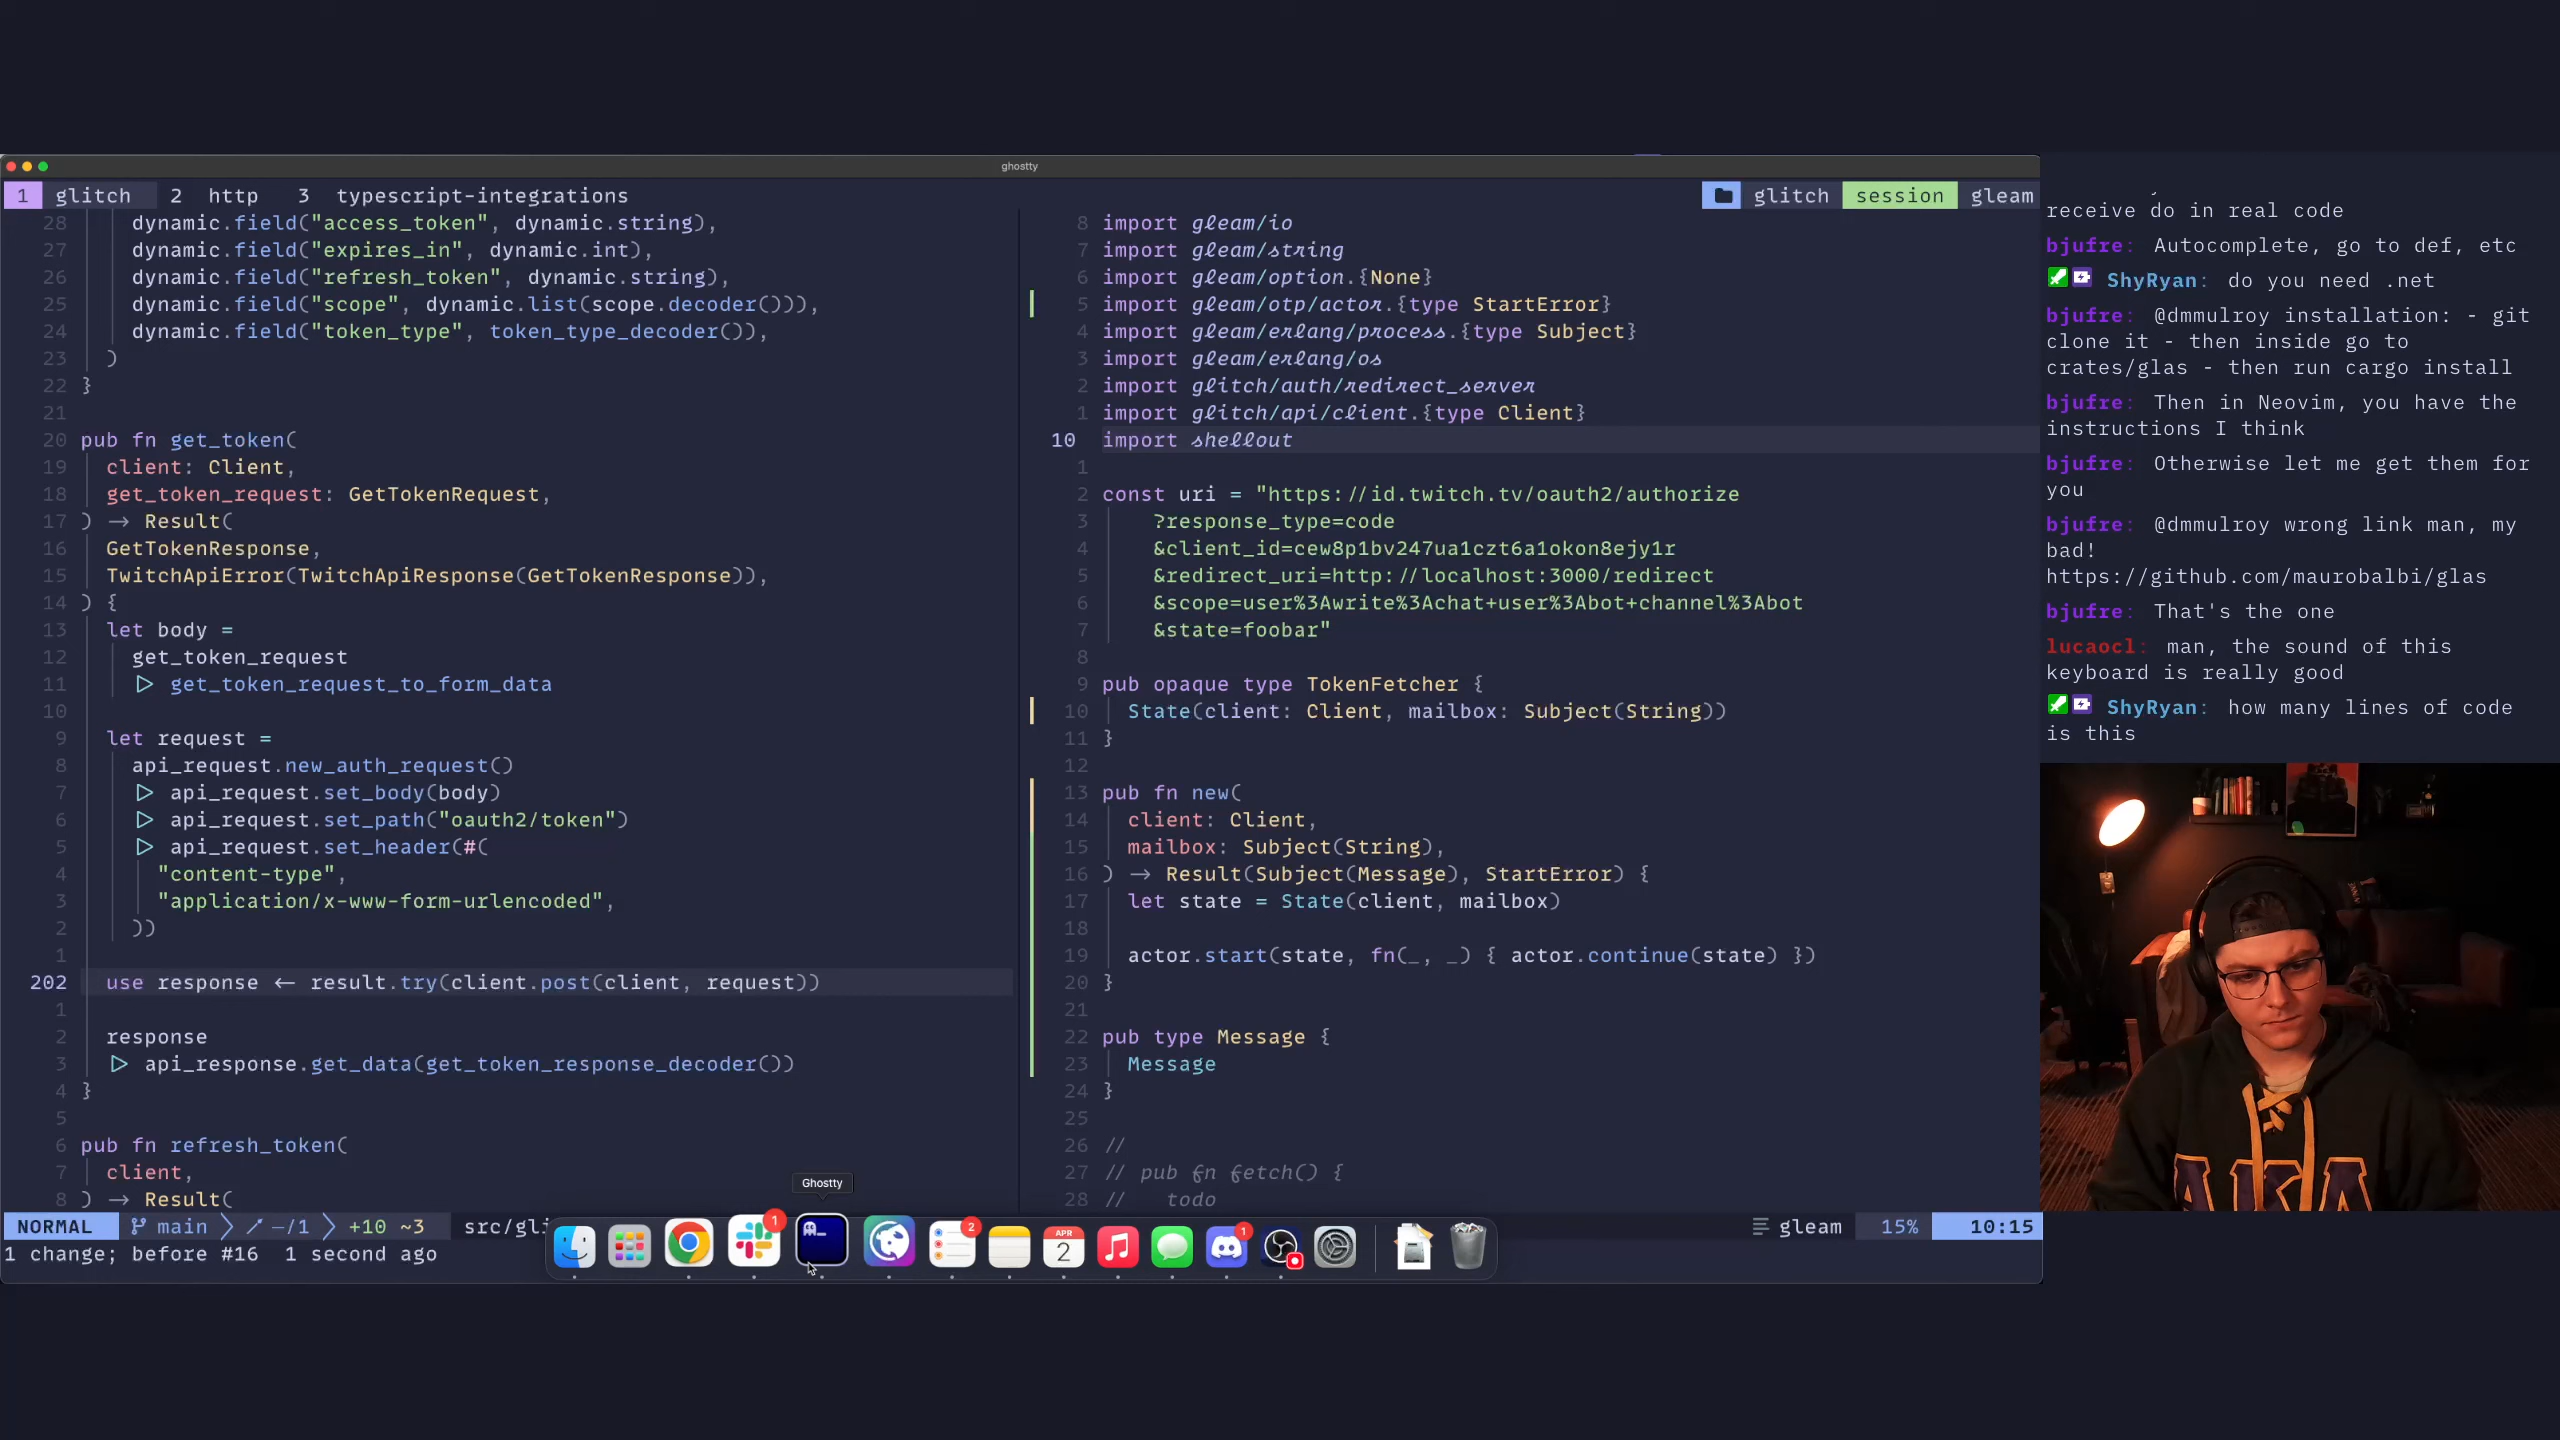 ghostty
1 glitch 2 http 3 typescript-integrations
glitch session gleam
28 dynamic.field("access_token", dynamic.string),
27 dynamic.field("expires_in", dynamic.int),
26 dynamic.field("refresh_token", dynamic.string),
25 dynamic.field("scope", dynamic.list(scope.decoder())),
24 dynamic.field("token_type", token_type_decoder()),
23 )
22 }
21
20 pub fn get_token(
19 client: Client,
18 get_token_request: GetTokenRequest,
17 ) -> Result(
16 GetTokenResponse,
15 TwitchApiError(TwitchApiResponse(GetTokenResponse)),
14 ) {
13 let body =
12 get_token_request
11 |> get_token_request_to_form_data
10
9 let request =
8 api_request.new_auth_request()
7 |> api_request.set_body(body)
6 |> api_request.set_path("oauth2/token")
5 |> api_request.set_header(#(
4 "content-type",
3 "application/x-www-form-urlencoded",
2 ))
1
202 use response <- result.try(client.post(client, request))
1
2 response
3 |> api_response.get_data(get_token_response_decoder())
4 }
5
6 pub fn refresh_token(
7 client,
8 ) -> Result(
8 import gleam/io
7 import gleam/string
6 import gleam/option.{None}
5 import gleam/otp/actor.{type StartError}
4 import gleam/erlang/process.{type Subject}
3 import gleam/erlang/os
2 import glitch/auth/redirect_server
1 import glitch/api/client.{type Client}
10 import shellout
1
2 const uri = "https://id.twitch.tv/oauth2/authorize
3 ?response_type=code
4 &client_id=cew8p1bv247ua1czt6a1okon8ejy1r
5 &redirect_uri=http://localhost:3000/redirect
6 &scope=user%3Awrite%3Achat+user%3Abot+channel%3Abot
7 &state=foobar"
8
9 pub opaque type TokenFetcher {
10 State(client: Client, mailbox: Subject(String))
11 }
12
13 pub fn new(
14 client: Client,
15 mailbox: Subject(String),
16 ) -> Result(Subject(Message), StartError) {
17 let state = State(client, mailbox)
18
19 actor.start(state, fn(_, _) { actor.continue(state) })
20 }
21
22 pub type Message {
23 Message
24 }
25
26 //
27 // pub fn fetch() {
28 // todo
Ghostty
NORMAL main -/1 +10 ~3 src/gli
gleam 15% 10:15
1 change; before #16 1 second ago
1
2
APR
2
1
receive do in real code
bjufre: Autocomplete, go to def, etc
ShyRyan: do you need .net
bjufre: @dmmulroy installation: - git
clone it - then inside go to
crates/glas - then run cargo install
bjufre: Then in Neovim, you have the
instructions I think
bjufre: Otherwise let me get them for
you
bjufre: @dmmulroy wrong link man, my
bad!
https://github.com/maurobalbi/glas
bjufre: That's the one
lucaocl: man, the sound of this
keyboard is really good
ShyRyan: how many lines of code
is this